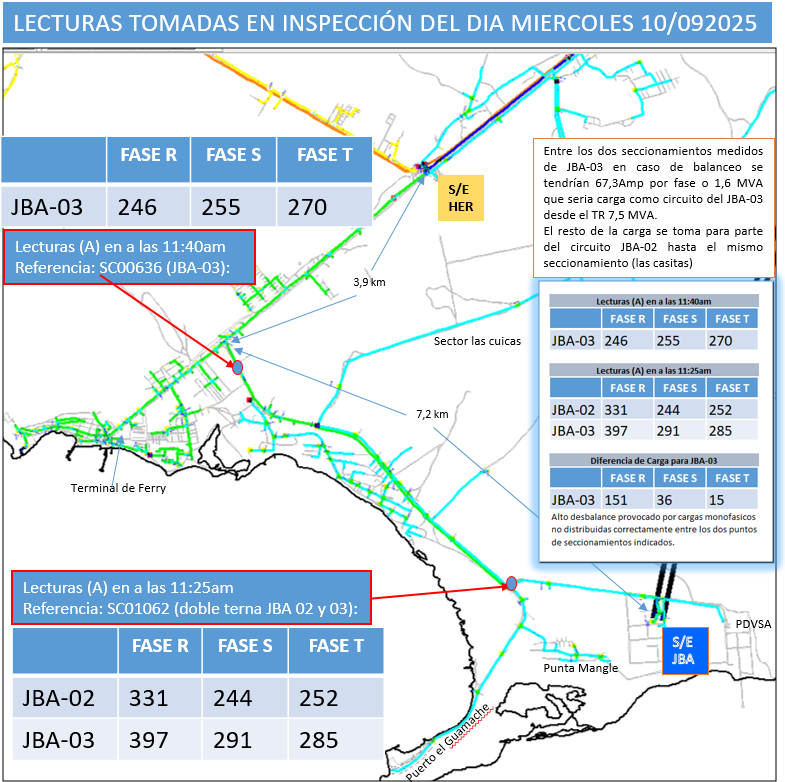 LECTURAS TOMADAS EN INSPECCIÓN DEL DIA MIERCOLES 10/092025
FASE R FASE S FASE T
JBA-03 246 255 270
Lecturas (A) en a las 11:40am
Referencia: SC00636 (JBA-03):
S/E
HER
Entre los dos seccionamientos medidos
de JBA-03 en caso de balanceo se
tendrían 67,3Amp por fase o 1,6 MVA
que seria carga como circuito del JBA-03
desde el TR 7,5 MVA.
El resto de la carga se toma para parte
del circuito JBA-02 hasta el mismo
seccionamiento (las casitas)
3,9 km
Sector las cuicas
7,2 km
Terminal de Ferry
Lecturas (A) en a las 11:40am
FASE R FASE S FASE T
JBA-03 246 255 270
Lecturas (A) en a las 11:25am
FASE R FASE S FASE T
JBA-02 331 244 252
JBA-03 397 291 285
Diferencia de Carga para JBA-03
FASE R FASE S FASE T
JBA-03 151 36 15
Alto desbalance provocado por cargas monofasicos
no distribuidas correctamente entre los dos puntos
de seccionamientos indicados.
Lecturas (A) en a las 11:25am
Referencia: SC01062 (doble terna JBA 02 y 03):
FASE R FASE S FASE T
JBA-02 331 244 252
JBA-03 397 291 285
PDVSA
S/E
JBA
Punta Mangle
Puerto el Guamache